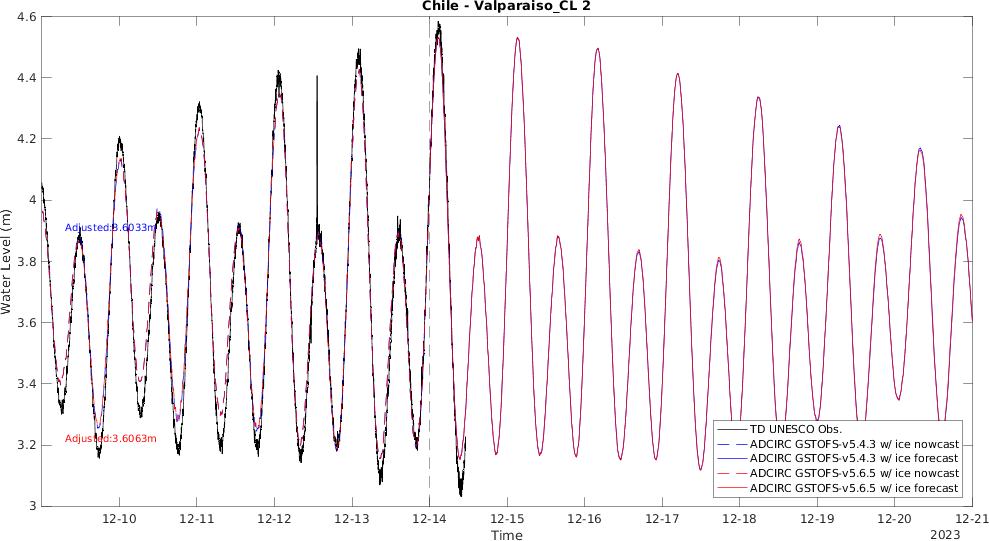 Chile - Valparaiso_CL 2
4.6
4.4
4.2
4
3.8
3.6
3.4
3.2
3
Water Level (m)
Adjusted:3.6033m
Adjusted:3.6063m
TD UNESCO Obs.
ADCIRC GSTOFS-v5.4.3 w/ ice nowcast
ADCIRC GSTOFS-v5.4.3 w/ ice forecast
ADCIRC GSTOFS-v5.6.5 w/ ice nowcast
ADCIRC GSTOFS-v5.6.5 w/ ice forecast
12-10 12-11 12-12 12-13 12-14 12-15 12-16 12-17 12-18 12-19 12-20 12-21
Time
2023